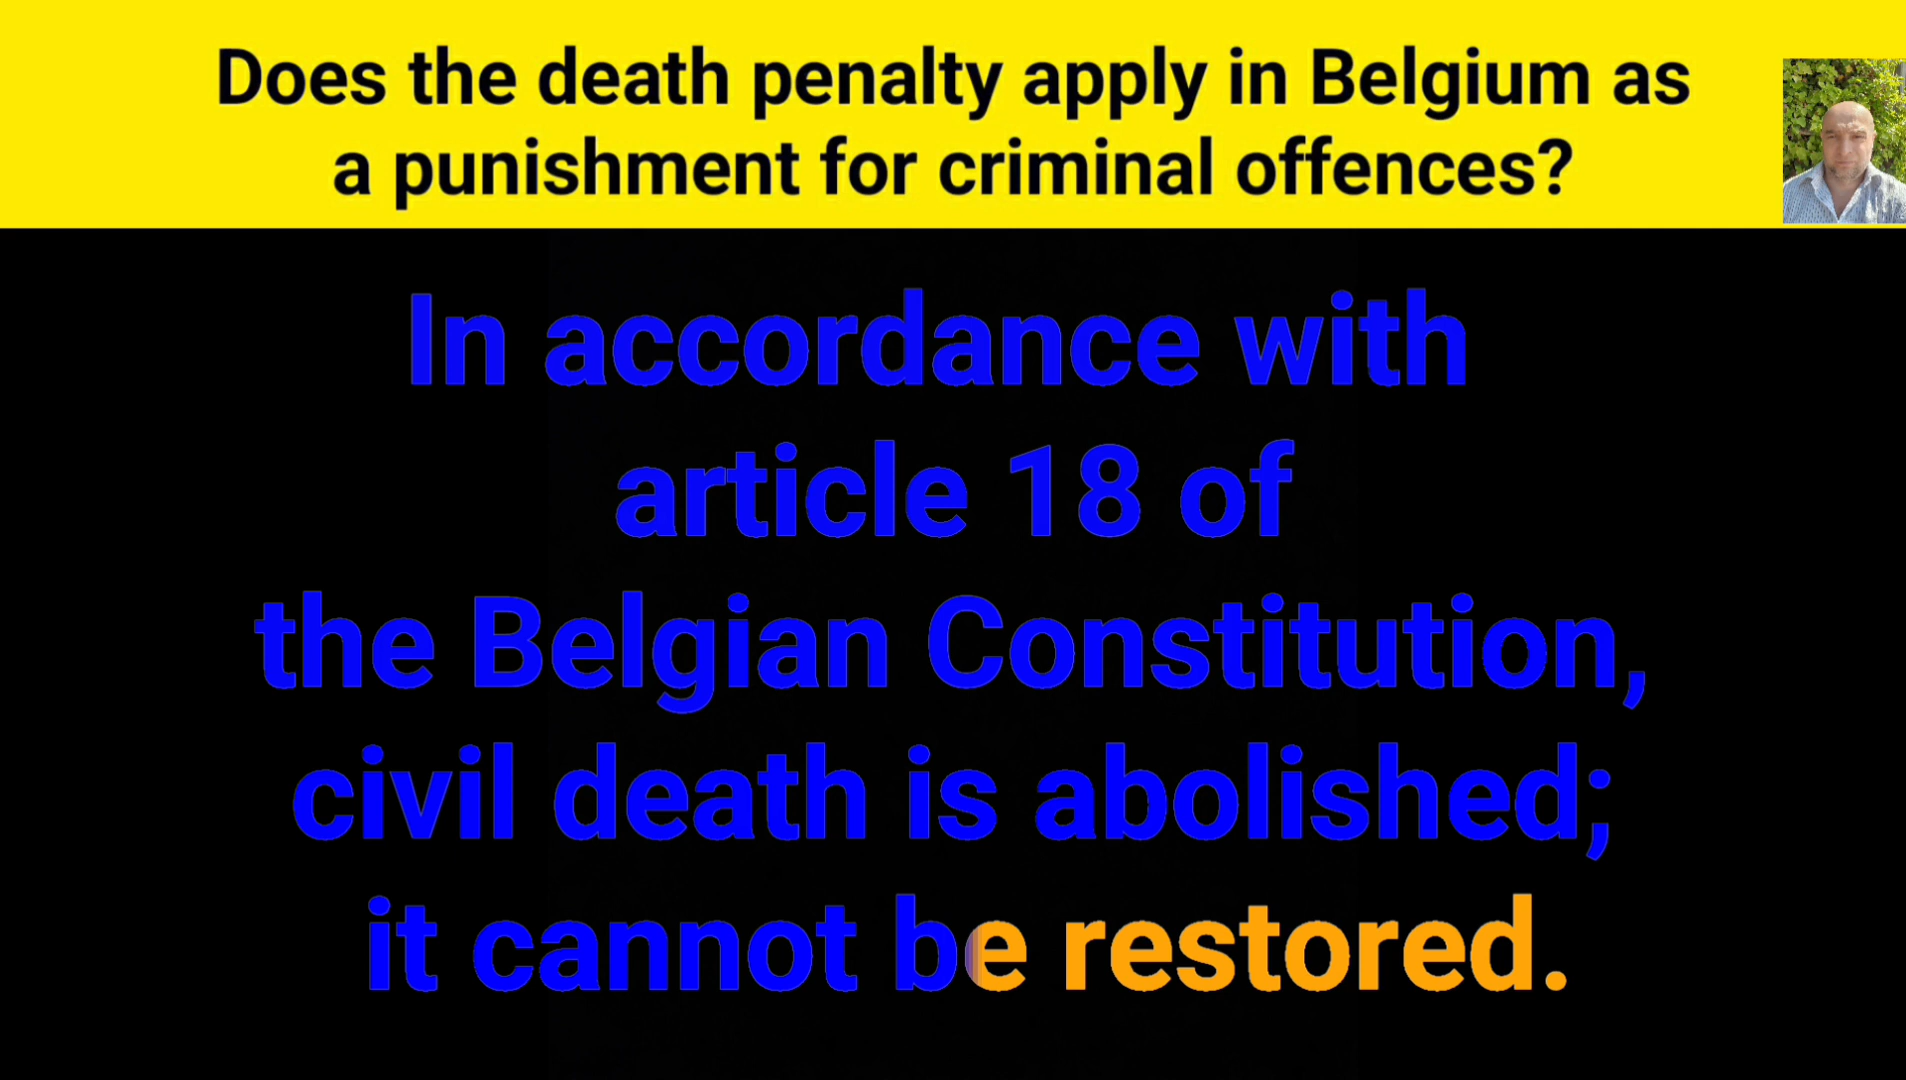 Does the death penalty apply in Belgium as
a punishment for criminal offences?
In accordance with
article 18 of
the Belgian Constitution,
civil death is abolished;
it cannot be restored.